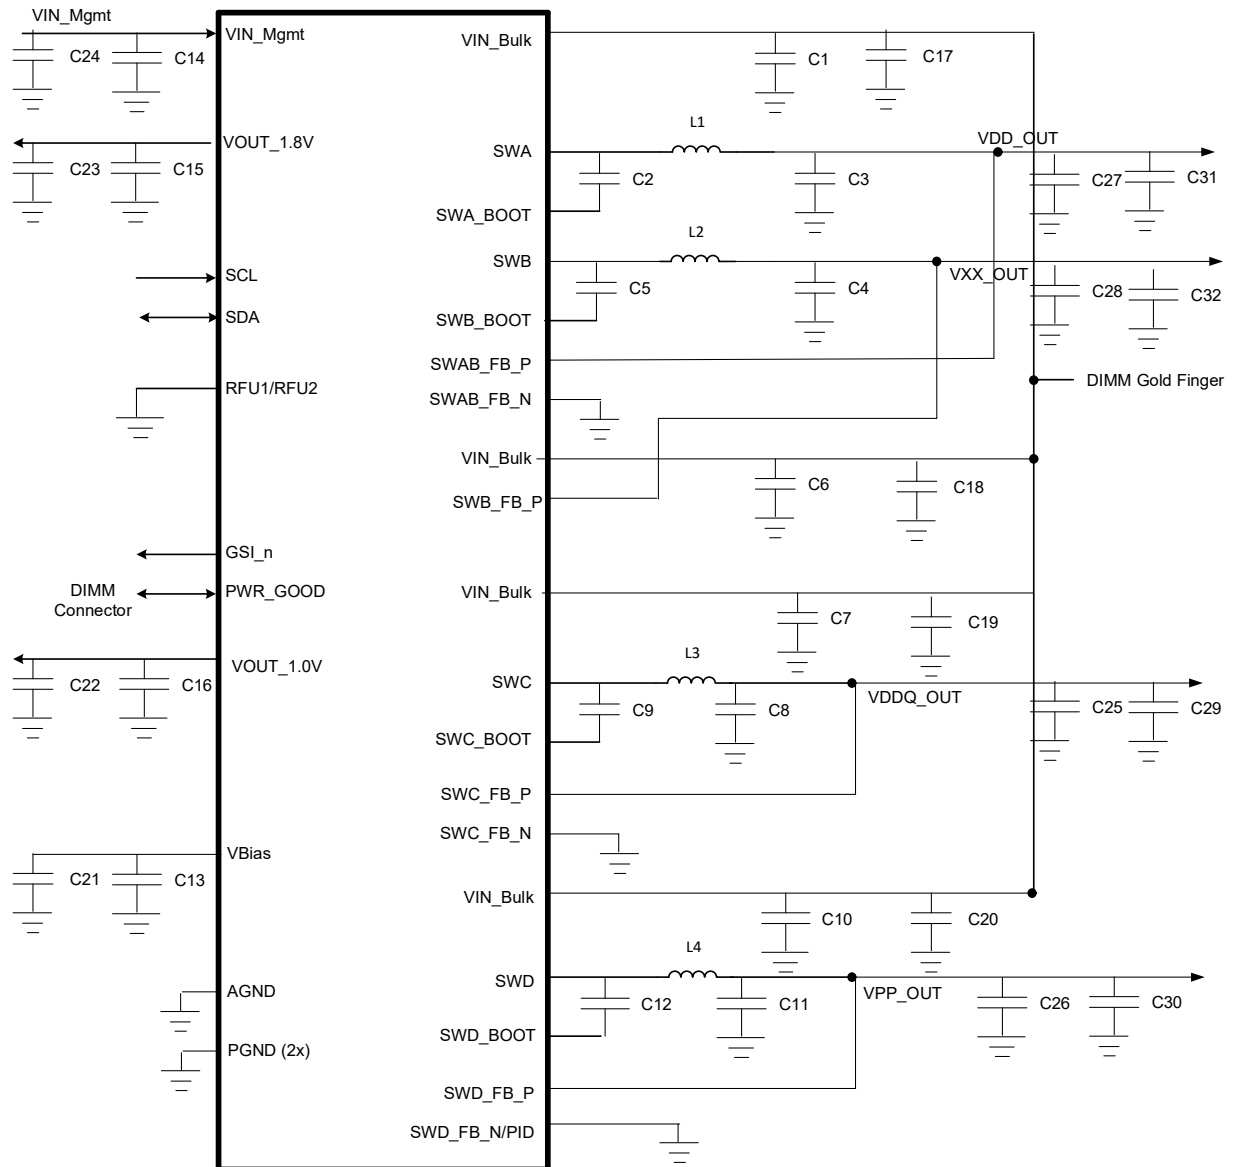 VIN_Mgmt
VIN_Mgmt
VIN_Bulk
C24
C14
C1
C17
L1
VOUT_1.8V
SWA
VDD_OUT
C23
C15
C2
C3
C27
C31
SWA_BOOT
L2
SWB
SCL
VXX_OUT
C5
C4
C28
C32
SDA
SWB_BOOT
SWAB_FB_P
RFU1/RFU2
SWAB_FB_N
DIMM Gold Finger
VIN_Bulk
C6
C18
SWB_FB_P
GSI_n
DIMM
Connector
PWR_GOOD
VIN_Bulk
C7
C19
L3
VOUT_1.0V
C22
C16
SWC
VDDQ_OUT
C9
C8
C25
C29
SWC_BOOT
SWC_FB_P
SWC_FB_N
VBias
C21
C13
VIN_Bulk
C10
C20
L4
SWD
AGND
VPP_OUT
C12
C11
C26
C30
SWD_BOOT
PGND (2x)
SWD_FB_P
SWD_FB_N/PID